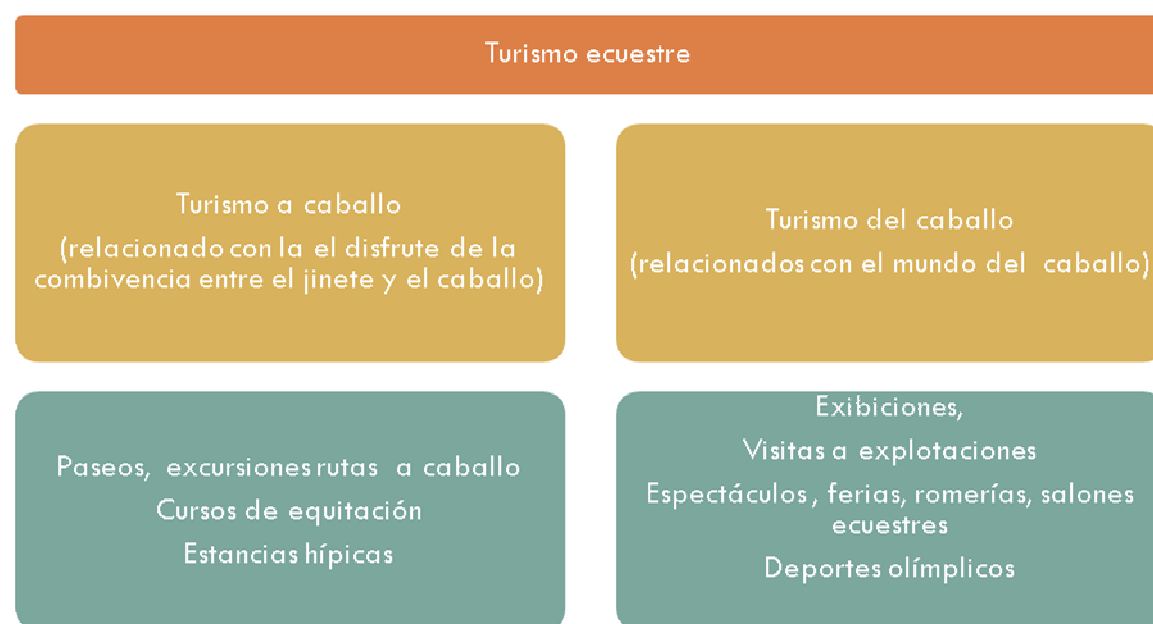 Turismo ecuestre
Turismo a caballo
(relacionado con la el disfrute de la
combivencia entre el jinete y el caballo)
Turismo del caballo
(relacionados con el mundo del caballo)
Paseos, excursiones rutas a caballo
Cursos de equitación
Estancias hípicas
Exibiciones,
Visitas a explotaciones
Espectáculos , ferias, romerías, salones
ecuestres
Deportes olímplicos